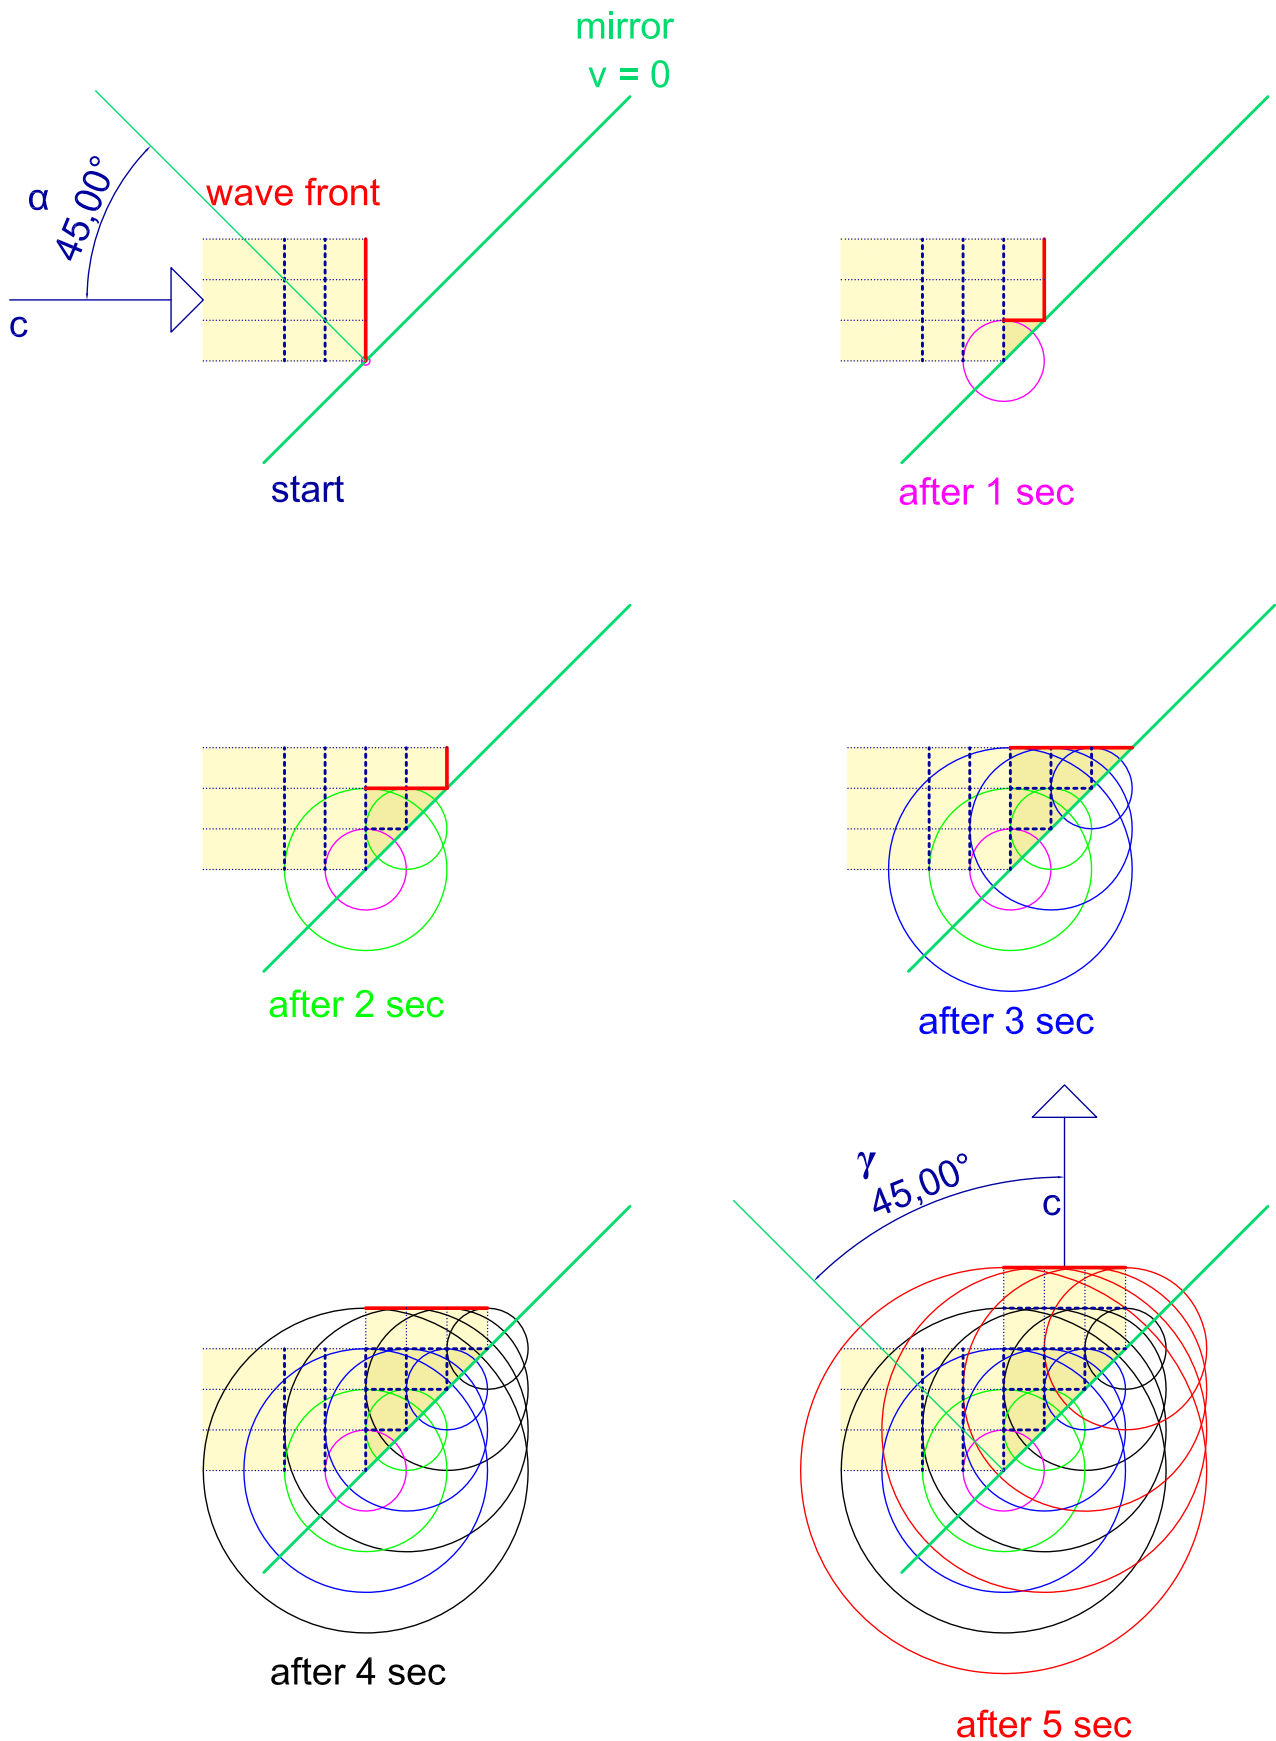 mirror
v = 0
α
45,00°
wave front
c
start
after 1 sec
after 2 sec
after 3 sec
γ
45,00°
c
after 4 sec
after 5 sec